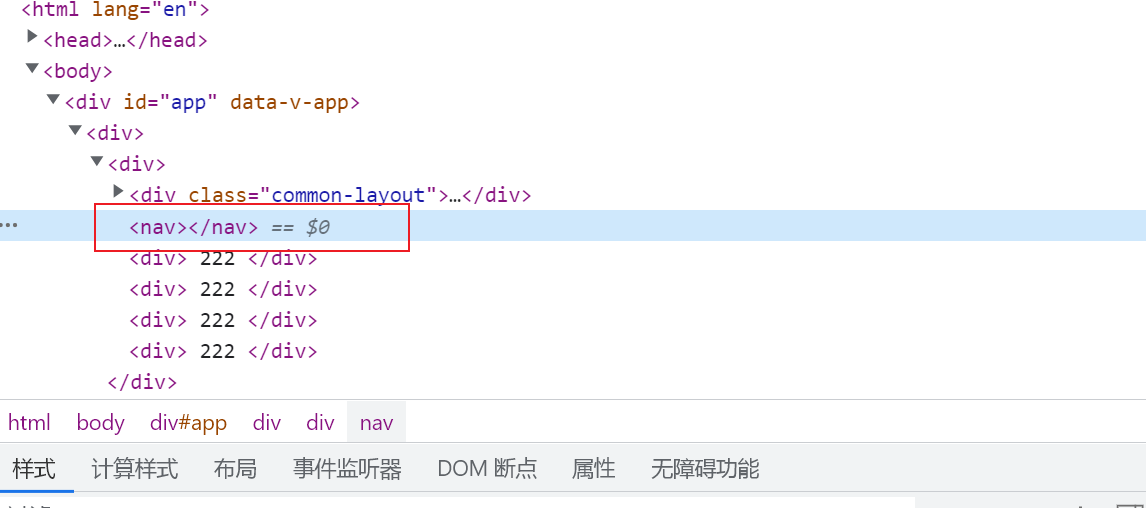 <html lang="en">
<head>…</head>
<body>
<div id="app" data-v-app>
<div>
<div>
<div class="common-layout">…</div>
<nav></nav> == $0
<div> 222 </div>
<div> 222 </div>
<div> 222 </div>
<div> 222 </div>
</div>
html body div#app div div nav
样式 计算样式 布局 事件监听器 DOM 断点 属性 无障碍功能